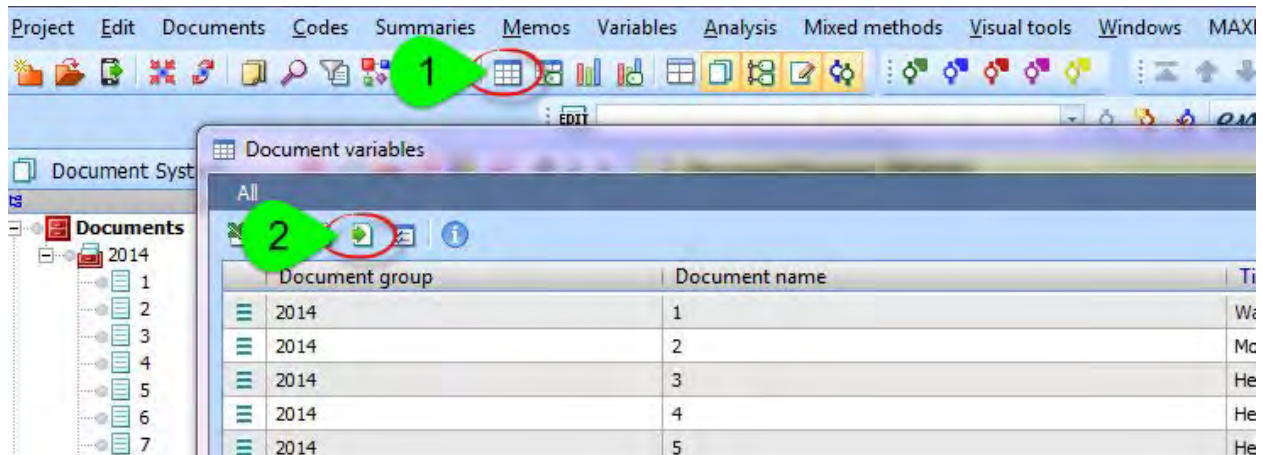 Project Edit Documents Codes Summaries Memos Variables Analysis Mixed methods Visual tools Windows
1
EDIT
Document variables
Document
All
Documents
2
2014
Document group Document name
1
2014 1
2
2014 2
3
2014 3
4
2014 4
5
2014 5
6
7